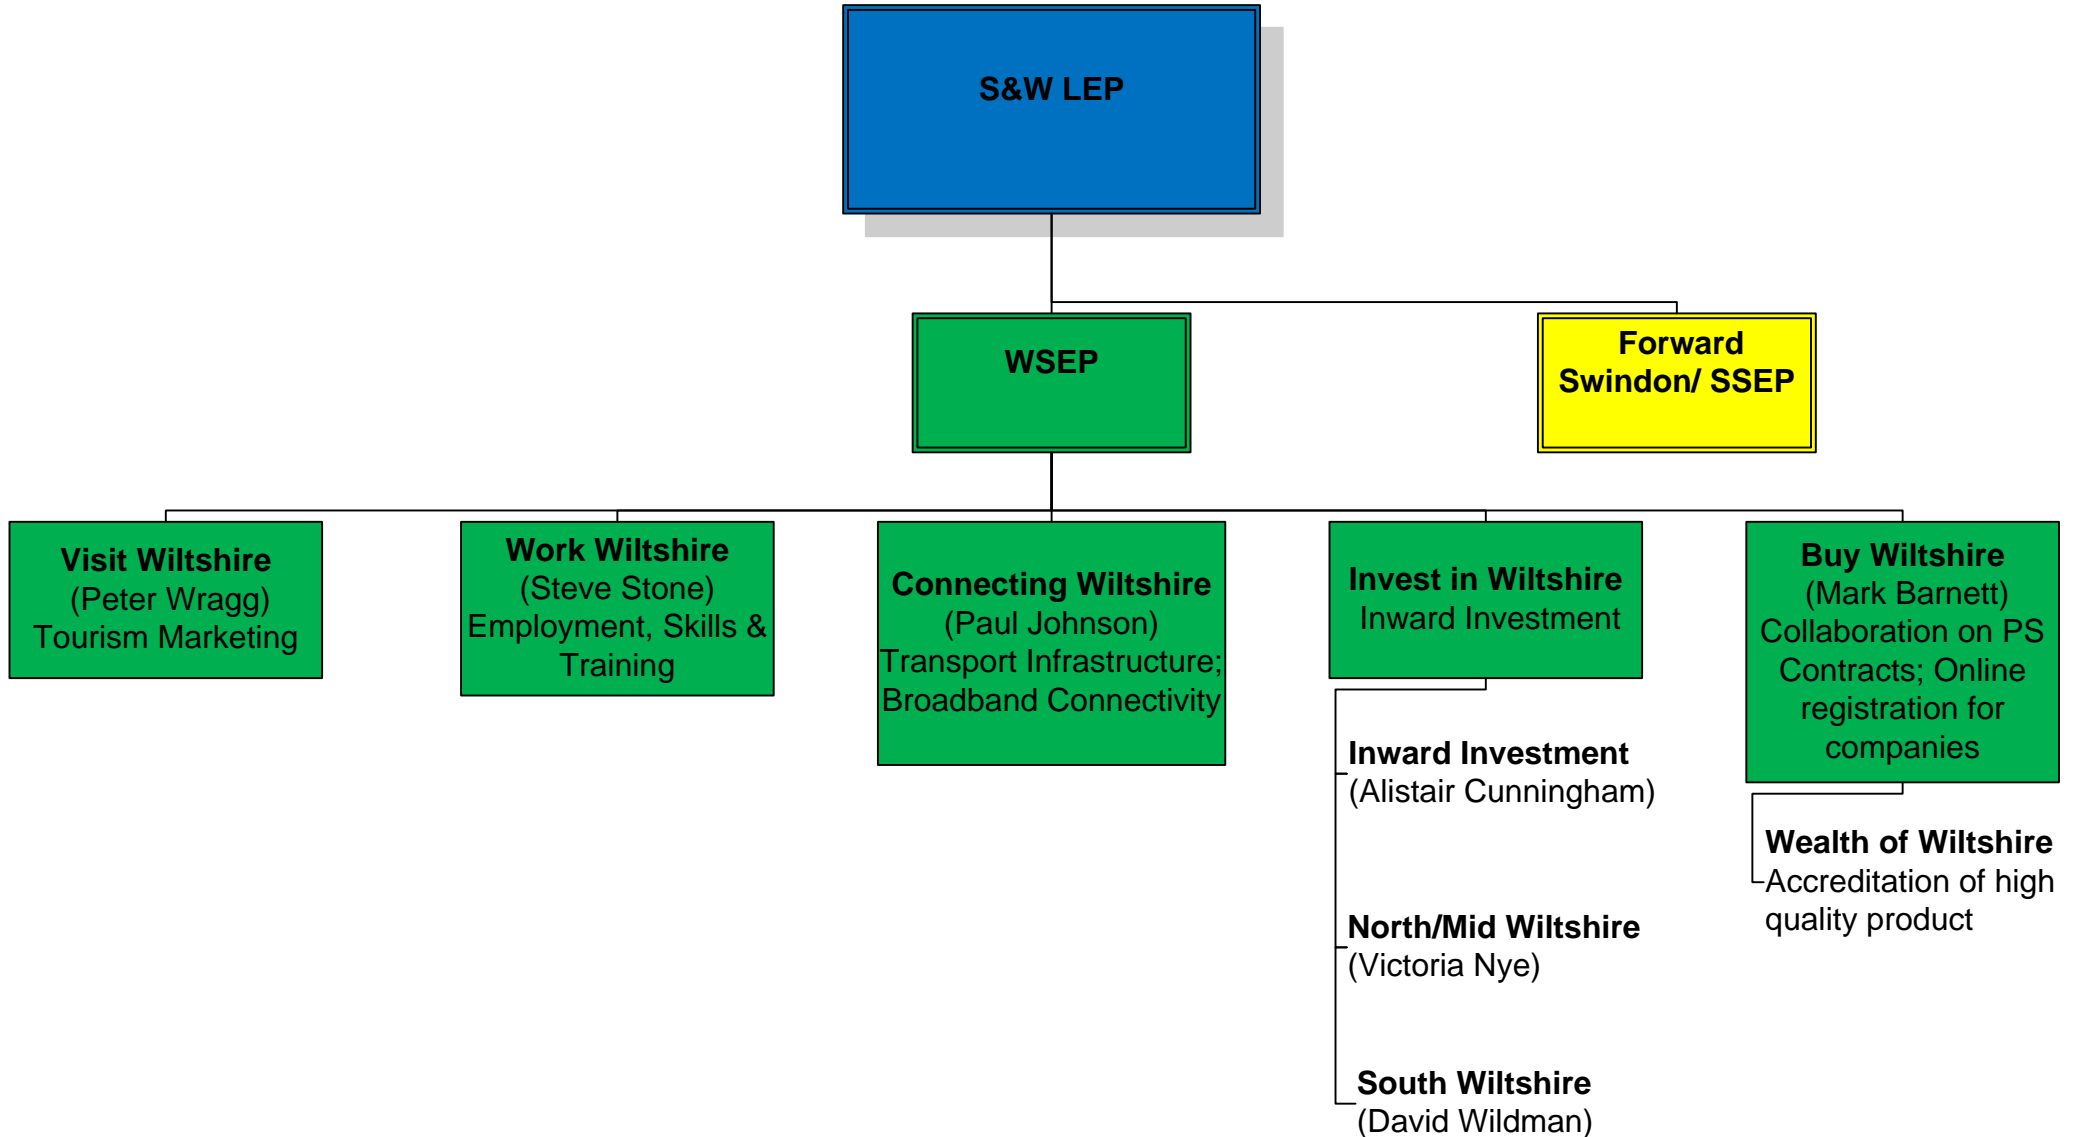 S&W LEP
WSEP
Forward
Swindon/ SSEP
Visit Wiltshire
(Peter Wragg)
Tourism Marketing
Work Wiltshire
(Steve Stone)
Employment, Skills &
Training
Connecting Wiltshire
(Paul Johnson)
Transport Infrastructure;
Broadband Connectivity
Invest in Wiltshire
Inward Investment
Inward Investment
(Alistair Cunningham)
North/Mid Wiltshire
(Victoria Nye)
South Wiltshire
(David Wildman)
Buy Wiltshire
(Mark Barnett)
Collaboration on PS
Contracts; Online
registration for
companies
Wealth of Wiltshire
Accreditation of high
quality product